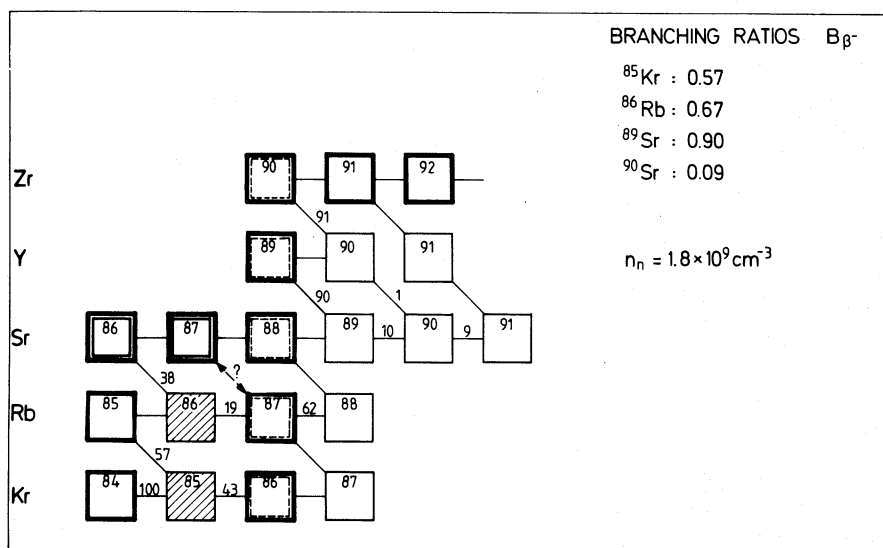 BRANCHING RATIOS Bβ-
⁸⁵Kr : 0.57
⁸⁶Rb : 0.67
⁸⁹Sr : 0.90
⁹⁰Sr : 0.09
nₙ = 1.8 × 10⁹ cm⁻³
Zr 90 91 92
91
Y 89 90 91
90 1
Sr 86 87 88 89 10 90 9 91
38 ?
Rb 85 86 19 87 62 88
57
Kr 84 100 85 43 86 87